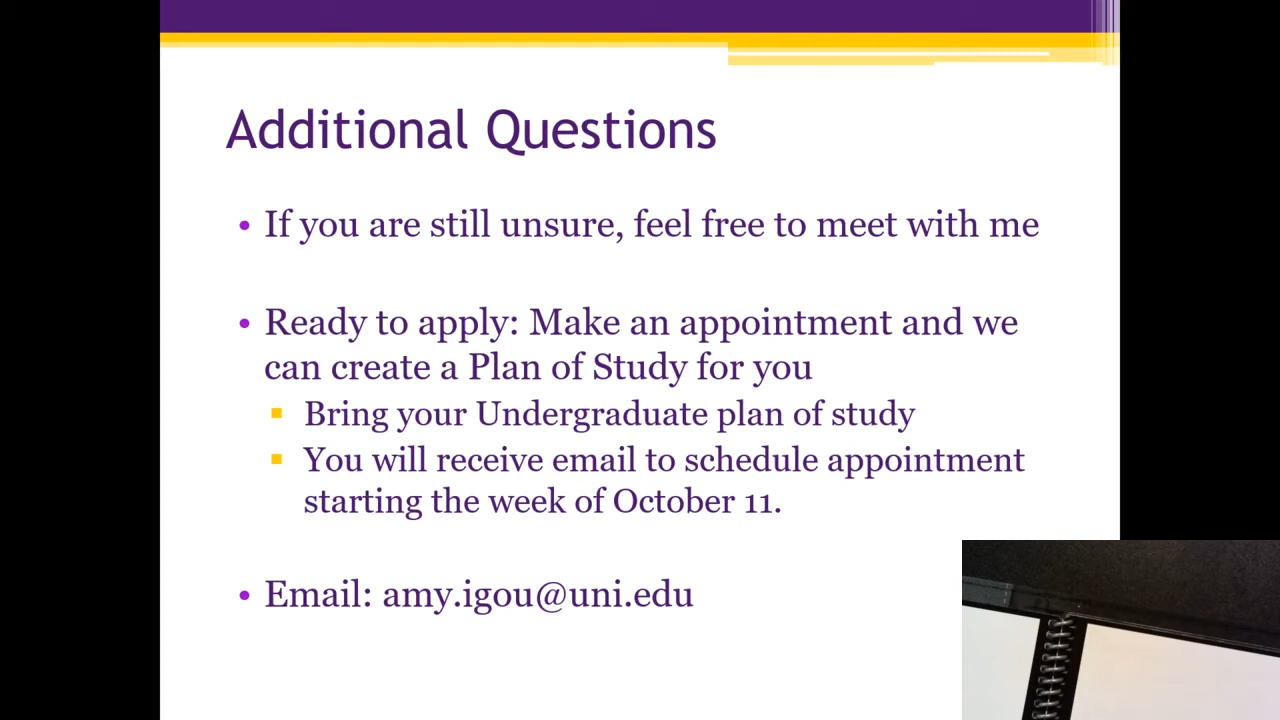 Additional Questions
• If you are still unsure, feel free to meet with me
• Ready to apply: Make an appointment and we
can create a Plan of Study for you
▪ Bring your Undergraduate plan of study
▪ You will receive email to schedule appointment
starting the week of October 11.
• Email: amy.igou@uni.edu